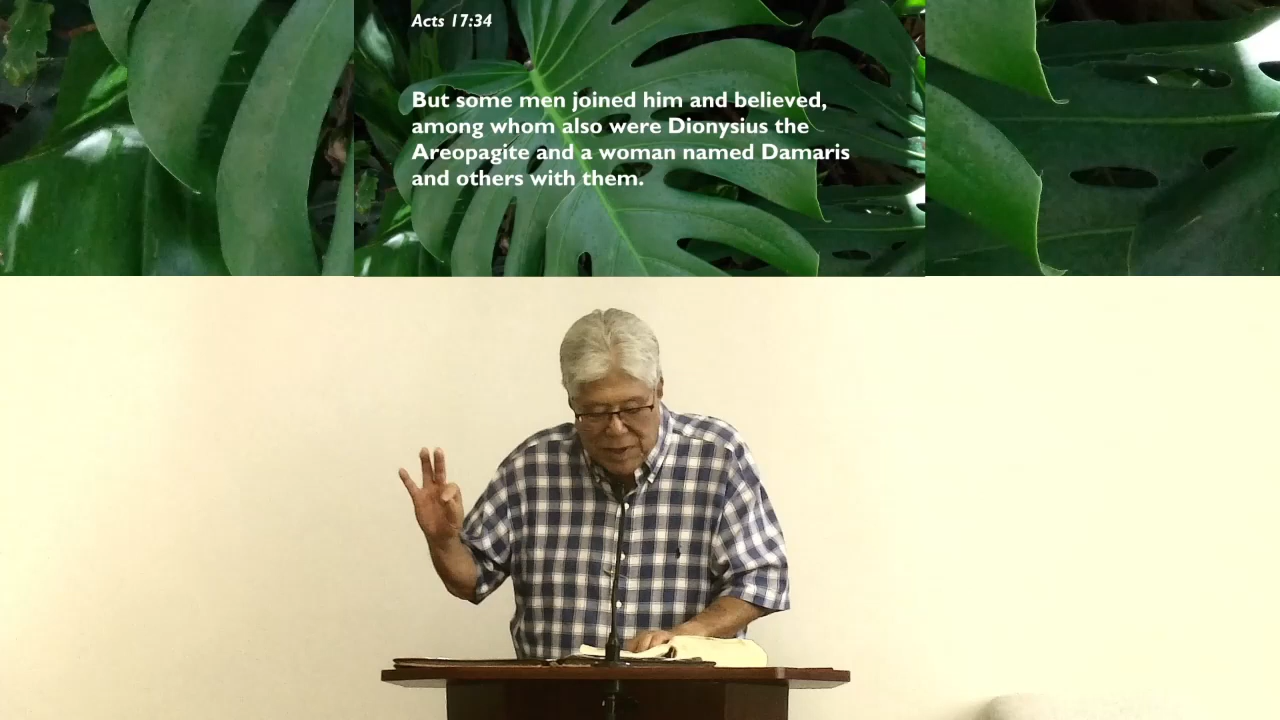 Acts 17:34
But some men joined him and believed,
among whom also were Dionysius the
Areopagite and a woman named Damaris
and others with them.